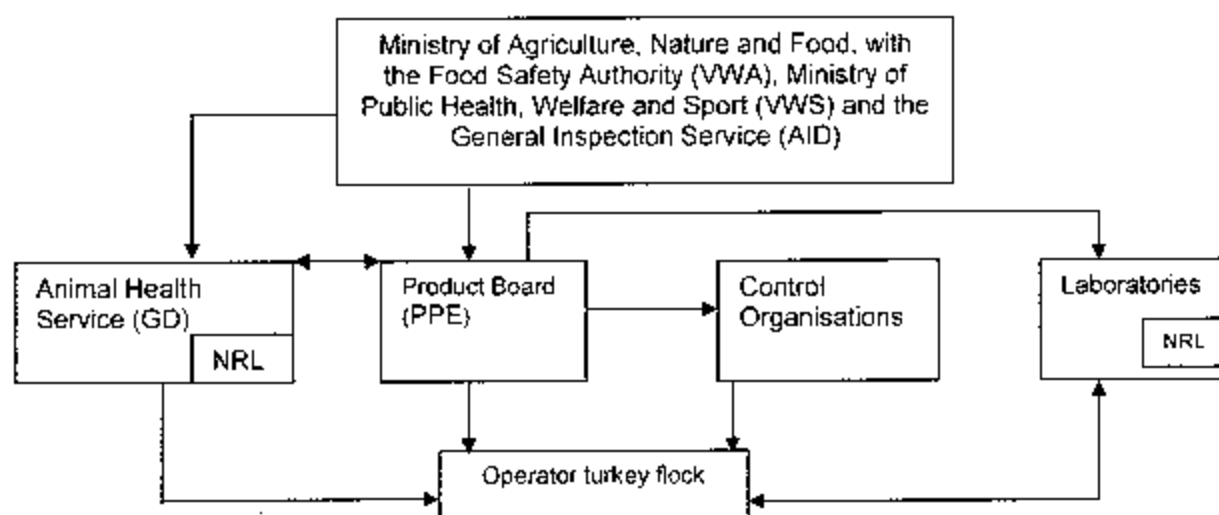 Ministry of Agriculture, Nature and Food, with
the Food Safety Authority (VWA), Ministry of
Public Health, Welfare and Sport (VWS) and the
General Inspection Service (AID)
Animal Health
Service (GD)
NRL
Product Board
(PPE)
Control
Organisations
Laboratories
NRL
Operator turkey flock